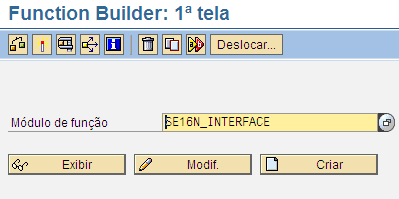 Function Builder: 1ª tela
Deslocar...
Módulo de função SE16N_INTERFACE
Exibir Modif. Criar